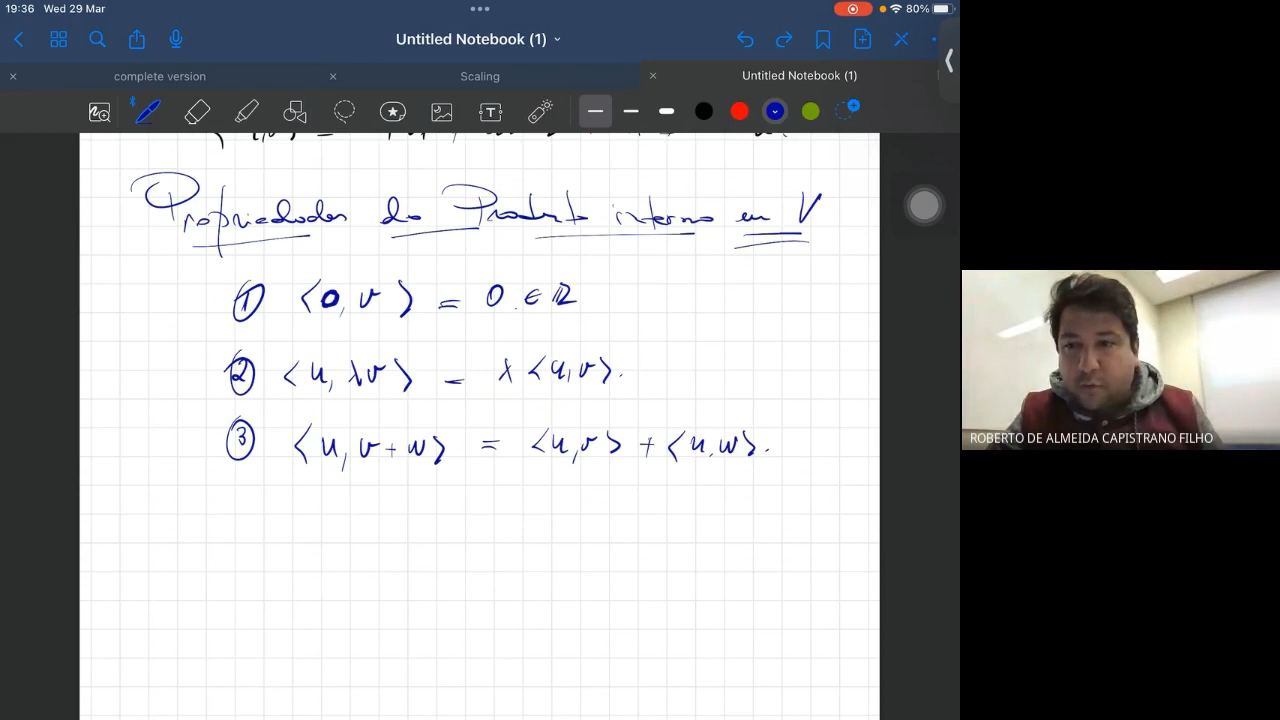 19:36 Wed 29 Mar
80%
Untitled Notebook (1)
complete version
Scaling
Untitled Notebook (1)
Propriedades do Produto interno em V
① ⟨0, v⟩ = 0 ∈ ℝ
② ⟨u, λv⟩ = λ⟨u, v⟩.
③ ⟨u, v + w⟩ = ⟨u, v⟩ + ⟨u, w⟩.
ROBERTO DE ALMEIDA CAPISTRANO FILHO